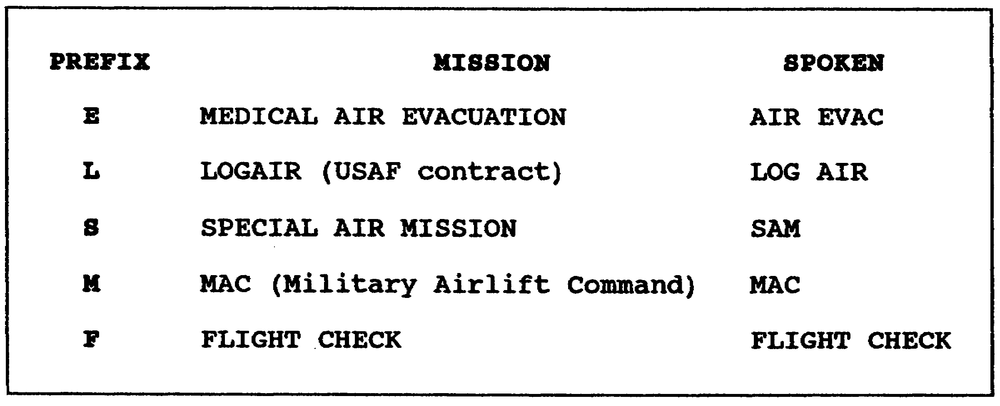 PREFIX MISSION SPOKEN
E MEDICAL AIR EVACUATION AIR EVAC
L LOGAIR (USAF contract) LOG AIR
S SPECIAL AIR MISSION SAM
M MAC (Military Airlift Command) MAC
F FLIGHT CHECK FLIGHT CHECK